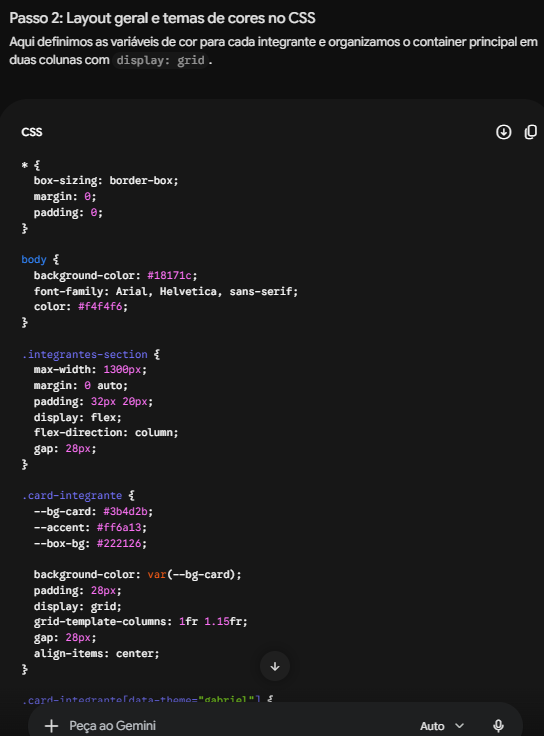 Passo 2: Layout geral e temas de cores no CSS
Aqui definimos as variáveis de cor para cada integrante e organizamos o container principal em
duas colunas com display: grid .
CSS
* {
  box-sizing: border-box;
  margin: 0;
  padding: 0;
}
body {
  background-color: #18171c;
  font-family: Arial, Helvetica, sans-serif;
  color: #f4f4f6;
}
.integrantes-section {
  max-width: 1300px;
  margin: 0 auto;
  padding: 32px 20px;
  display: flex;
  flex-direction: column;
  gap: 28px;
}
.card-integrante {
  --bg-card: #3b4d2b;
  --accent: #ff6a13;
  --box-bg: #222126;
  background-color: var(--bg-card);
  padding: 28px;
  display: grid;
  grid-template-columns: 1fr 1.15fr;
  gap: 28px;
  align-items: center;
}
.card-integrante[data-theme="gabriel"] {
Peça ao Gemini
Auto